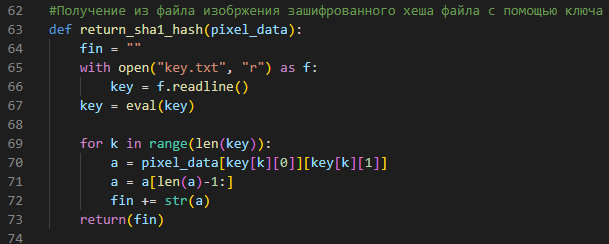 62 #Получение из файла изобржения зашифрованного хеша файла с помощью ключа
63 def return_sha1_hash(pixel_data):
64     fin = ""
65     with open("key.txt", "r") as f:
66         key = f.readline()
67     key = eval(key)
68
69     for k in range(len(key)):
70         a = pixel_data[key[k][0]][key[k][1]]
71         a = a[len(a)-1:]
72         fin += str(a)
73     return(fin)
74